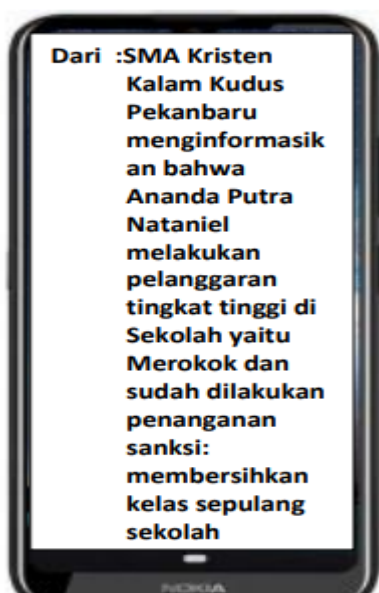 Dari :SMA Kristen
Kalam Kudus
Pekanbaru
menginformasik
an bahwa
Ananda Putra
Nataniel
melakukan
pelanggaran
tingkat tinggi di
Sekolah yaitu
Merokok dan
sudah dilakukan
penanganan
sanksi:
membersihkan
kelas sepulang
sekolah
NOKIA